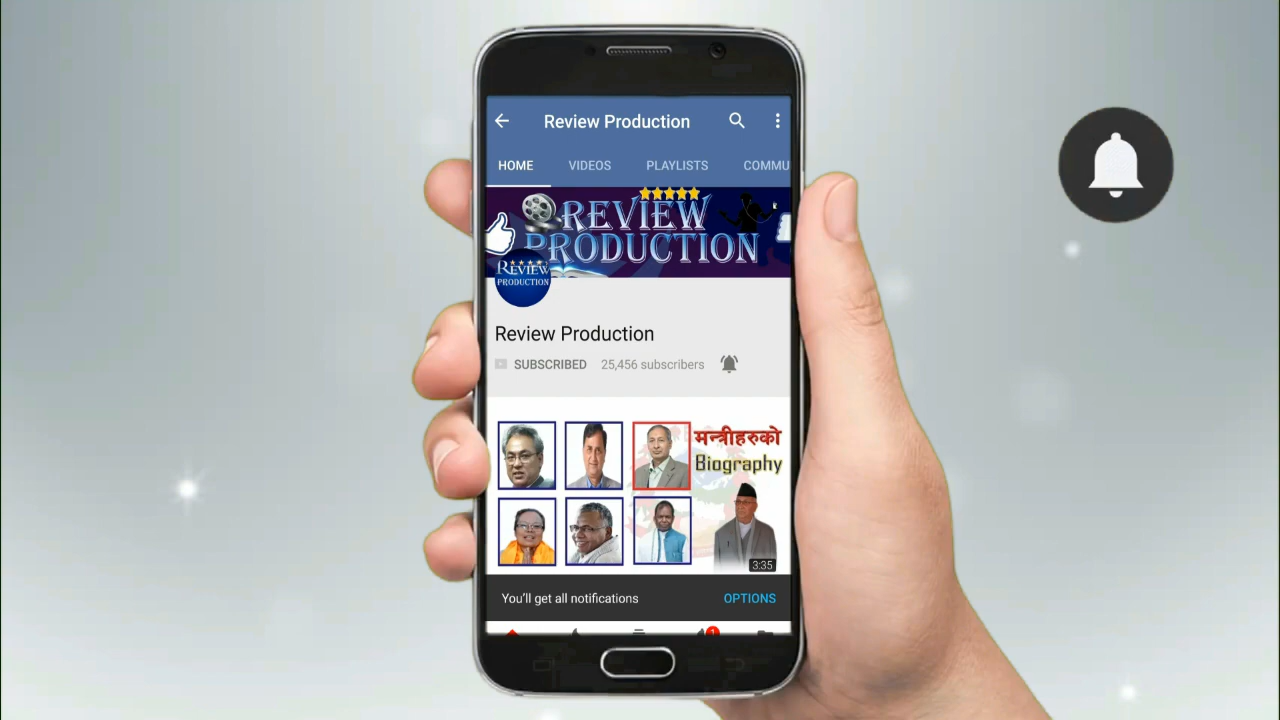 Review Production
HOME VIDEOS PLAYLISTS COMMU
REVIEW
PRODUCTION
REVIEW
PRODUCTION
Review Production
SUBSCRIBED 25,456 subscribers
मन्त्रीहरुको
Biography
3:35
You'll get all notifications OPTIONS
1